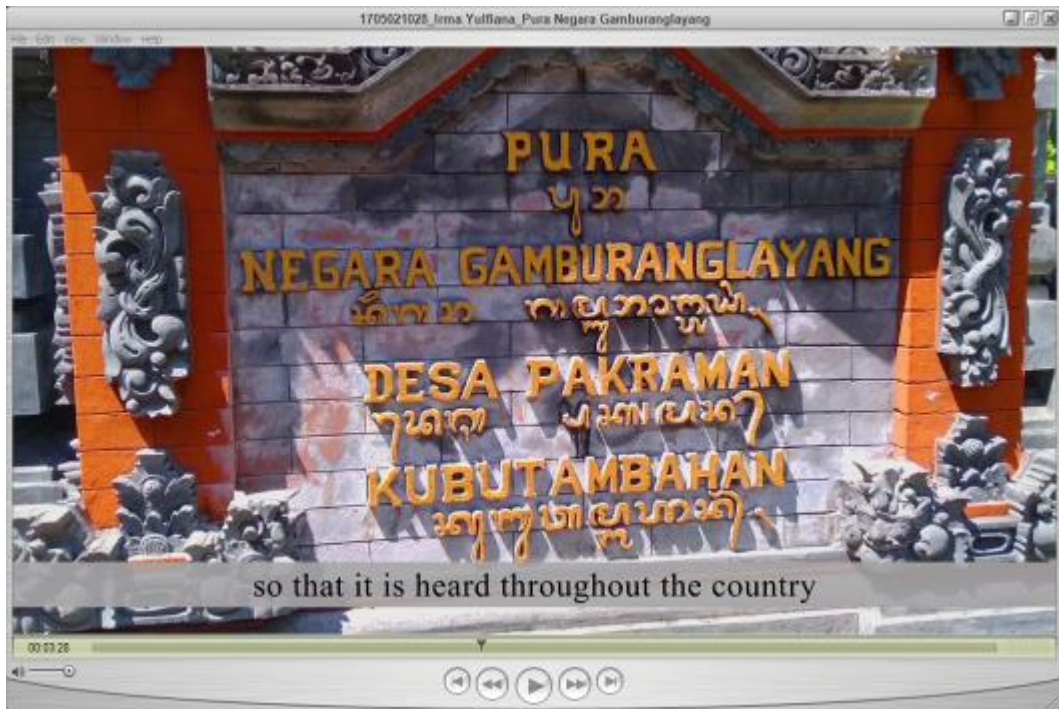 1705021028_Irma Yulfiana_Pura Negara Gamburanglayang
File Edit View Window Help
PURA
ᬧᬸᬭ
NEGARA GAMBURANGLAYANG
DESA PAKRAMAN
KUBUTAMBAHAN
so that it is heard throughout the country
00:03:28